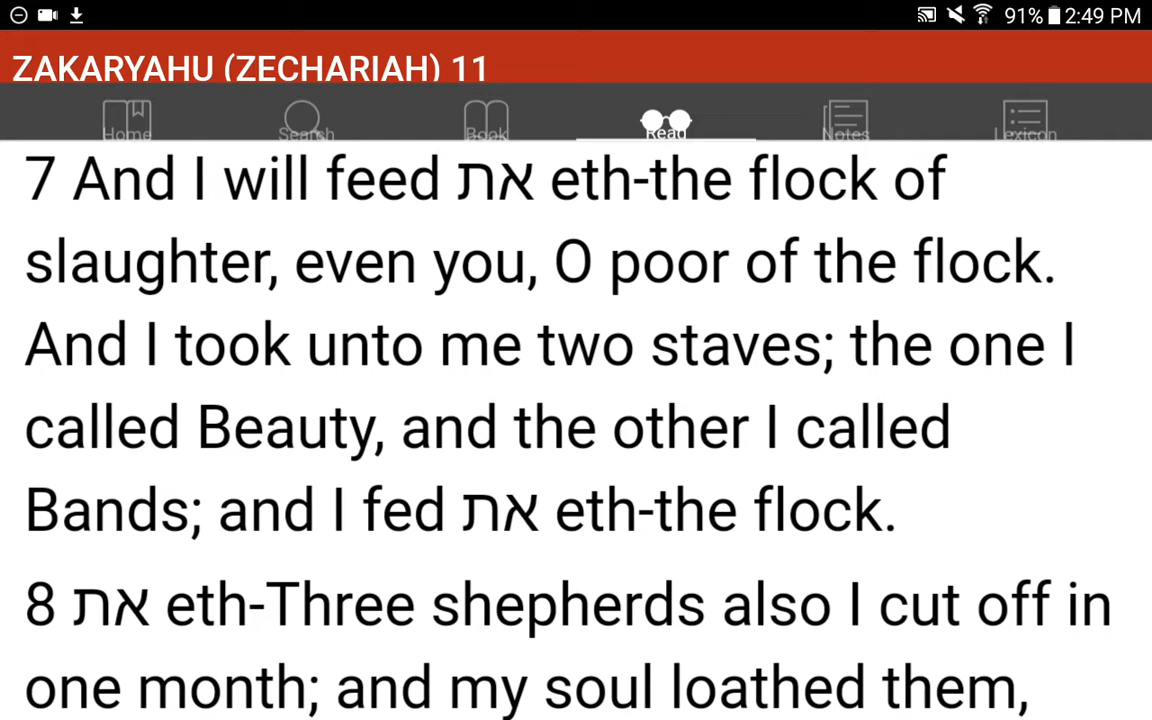 91% 2:49 PM
ZAKARYAHU (ZECHARIAH) 11
Home Search Book Read Notes Lexicon
7 And I will feed את eth-the flock of
slaughter, even you, O poor of the flock.
And I took unto me two staves; the one I
called Beauty, and the other I called
Bands; and I fed את eth-the flock.
8 את eth-Three shepherds also I cut off in
one month; and my soul loathed them,